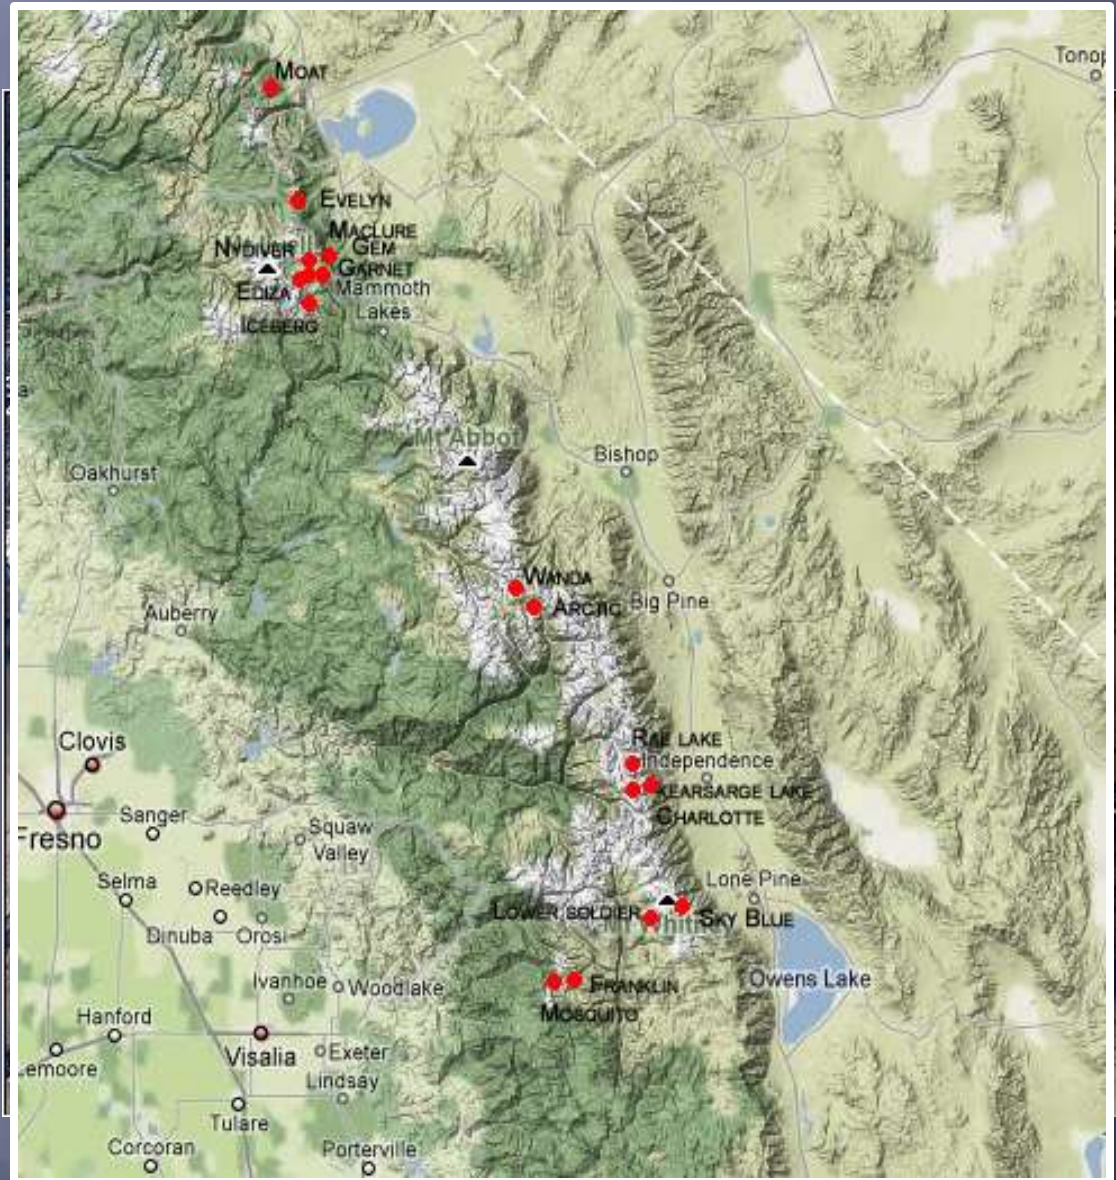 Moat
Evelyn
Maclure
Nydiver
Gem
Garnet
Ediza
Mammoth
Lakes
Iceberg
Mt Abbot
Bishop
Oakhurst
Wanda
Arctic
Big Pine
Auberry
Rae Lake
Independence
Clovis
Kearsarge Lake
Charlotte
Fresno
Sanger
Squaw
Valley
Selma
Reedley
Lone Pine
Lower Soldier
Sky Blue
Dinuba
Orosi
Ivanhoe
Woodlake
Franklin
Owens Lake
Mosquito
Hanford
Visalia
Exeter
emoore
Lindsay
Tulare
Corcoran
Porterville